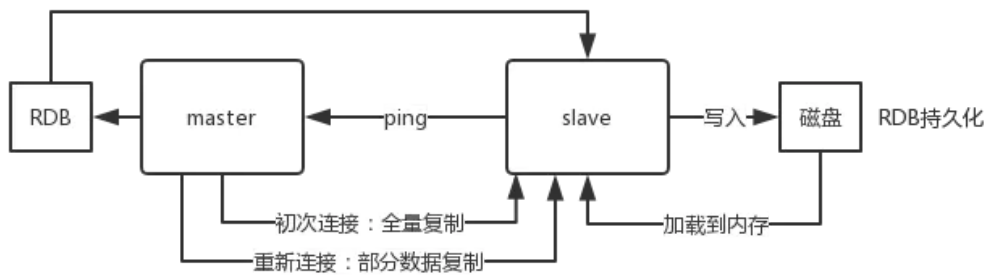 RDB
master
ping
slave
写入
磁盘
RDB持久化
初次连接：全量复制
加载到内存
重新连接：部分数据复制